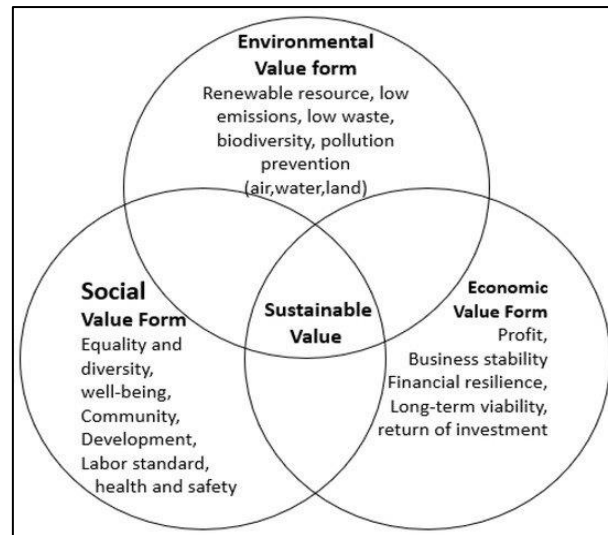 Environmental
Value form
Renewable resource, low
emissions, low waste,
biodiversity, pollution
prevention
(air,water,land)
Social
Value Form
Equality and
diversity,
well-being,
Community,
Development,
Labor standard,
health and safety
Sustainable
Value
Economic
Value Form
Profit,
Business stability
Financial resilience,
Long-term viability,
return of investment